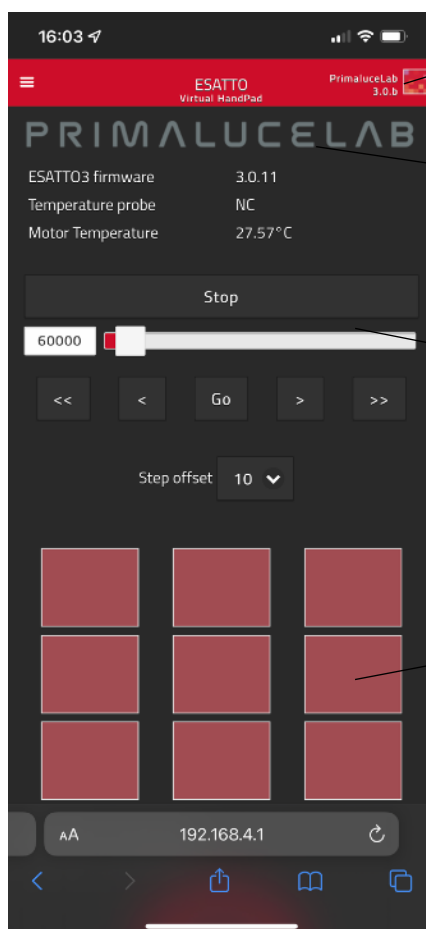 16:03
ESATTO
Virtual HandPad
PrimaluceLab
3.0.b
PRIMALUCELAB
ESATTO3 firmware 3.0.11
Temperature probe NC
Motor Temperature 27.57°C
Stop
60000
<< < Go > >>
Step offset 10
AA 192.168.4.1